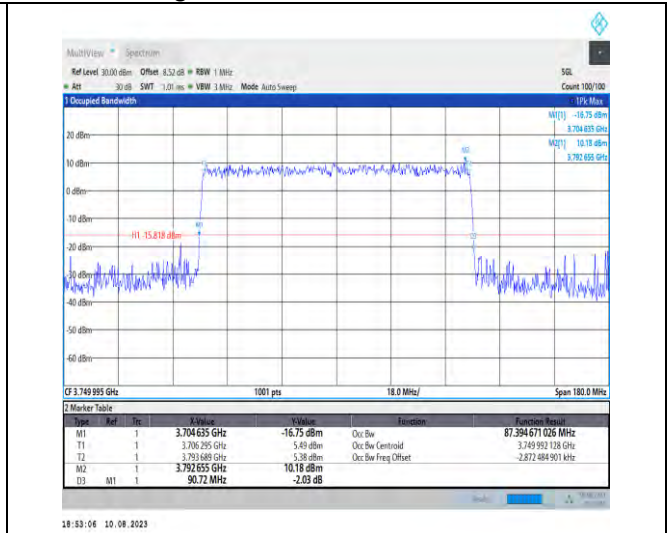 MultiView Spectrum
Ref Level 30.00 dBm Offset 8.52 dB RBW 1 MHz SGL
Att 30 dB SWT 1.01 ms VBW 3 MHz Mode Auto Sweep Count 100/100
1 Occupied Bandwidth 1Pk Max
M1[1] -16.75 dBm
3.704 635 GHz
M2[1] 10.18 dBm
3.792 655 GHz
20 dBm
M2
10 dBm
0 dBm
M1
-10 dBm
H1 -15.818 dBm
D3
-20 dBm
-30 dBm
-40 dBm
-50 dBm
-60 dBm
CF 3.749 995 GHz 1001 pts 18.0 MHz/ Span 180.0 MHz
2 Marker Table
Type Ref Trc X-Value Y-Value Function Function Result
M1 1 3.704 635 GHz -16.75 dBm Occ Bw 87.394 671 026 MHz
T1 1 3.706 295 GHz 5.49 dBm Occ Bw Centroid 3.749 992 128 GHz
T2 1 3.793 689 GHz 5.38 dBm Occ Bw Freq Offset -2.872 484 901 kHz
M2 1 3.792 655 GHz 10.18 dBm
D3 M1 1 90.72 MHz -2.03 dB
18:53:06 10.08.2023